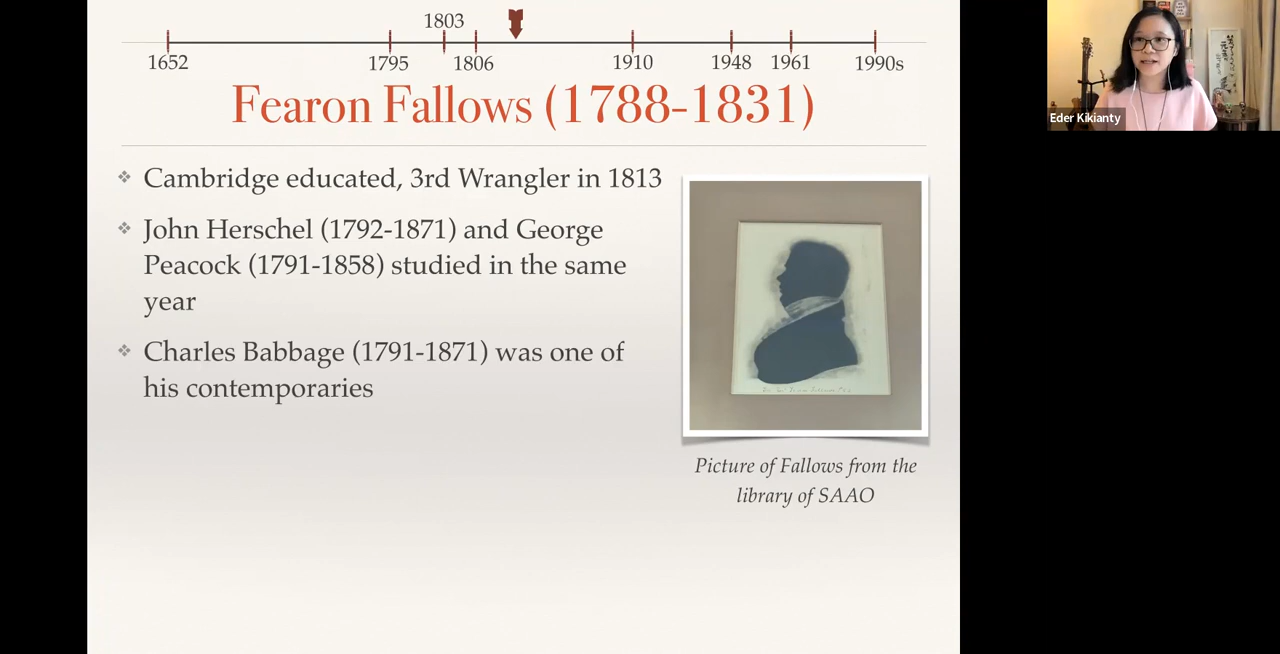 1803
1652 1795 1806 1910 1948 1961 1990s
Fearon Fallows (1788-1831)
Cambridge educated, 3rd Wrangler in 1813
John Herschel (1792-1871) and George
Peacock (1791-1858) studied in the same
year
Charles Babbage (1791-1871) was one of
his contemporaries
Picture of Fallows from the
library of SAAO
Eder Kikianty